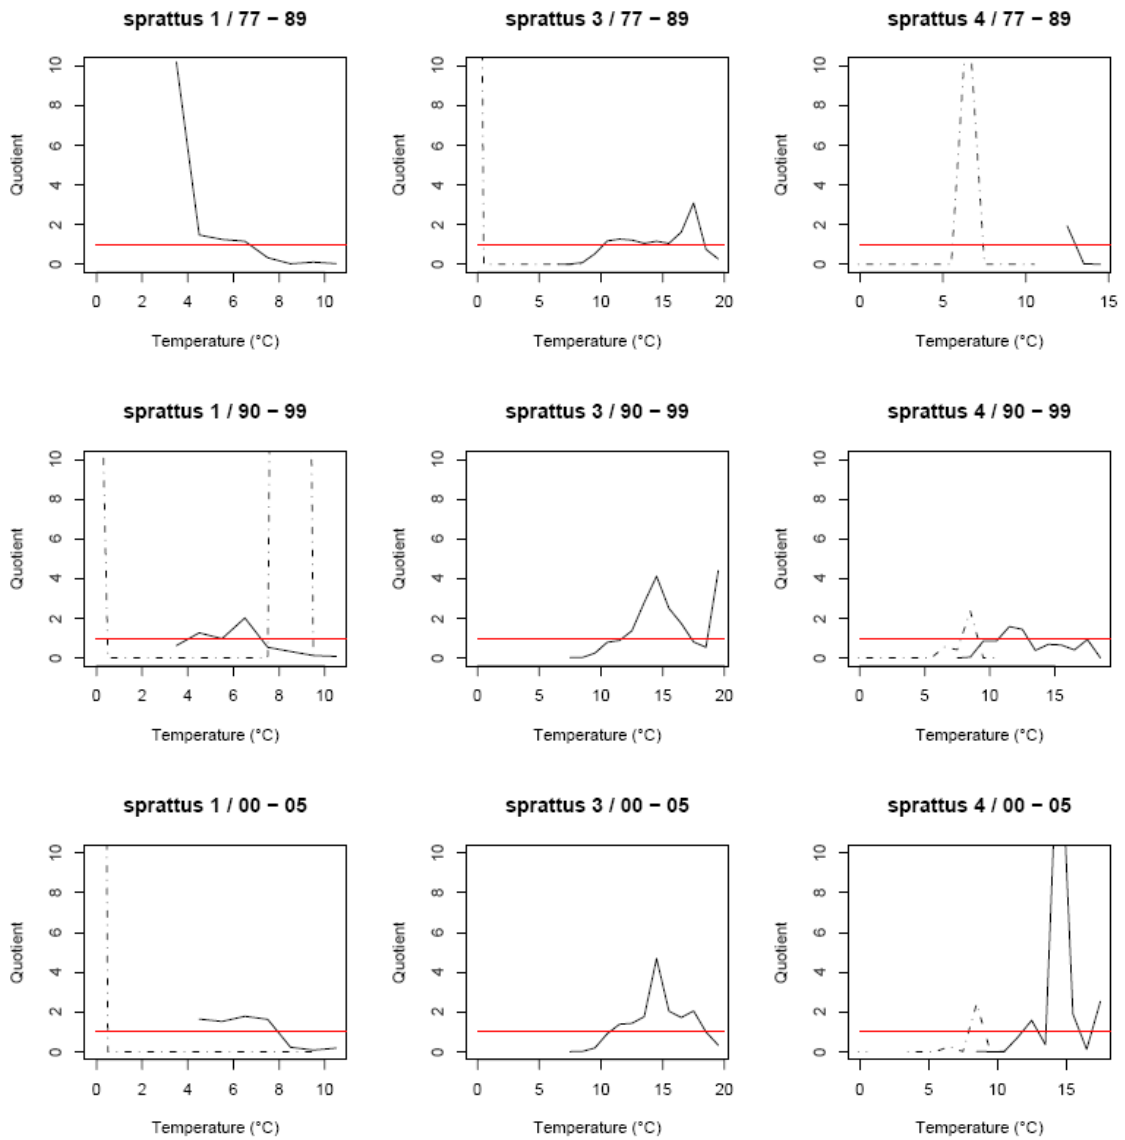 sprattus 1 / 77 − 89
sprattus 3 / 77 − 89
sprattus 4 / 77 − 89
Quotient
0 2 4 6 8 10
0 2 4 6 8 10
Temperature (°C)
Quotient
0 2 4 6 8 10
0 5 10 15 20
Temperature (°C)
Quotient
0 2 4 6 8 10
0 5 10 15
Temperature (°C)
sprattus 1 / 90 − 99
sprattus 3 / 90 − 99
sprattus 4 / 90 − 99
Quotient
0 2 4 6 8 10
0 2 4 6 8 10
Temperature (°C)
Quotient
0 2 4 6 8 10
0 5 10 15 20
Temperature (°C)
Quotient
0 2 4 6 8 10
0 5 10 15
Temperature (°C)
sprattus 1 / 00 − 05
sprattus 3 / 00 − 05
sprattus 4 / 00 − 05
Quotient
0 2 4 6 8 10
0 2 4 6 8 10
Temperature (°C)
Quotient
0 2 4 6 8 10
0 5 10 15 20
Temperature (°C)
Quotient
0 2 4 6 8 10
0 5 10 15
Temperature (°C)